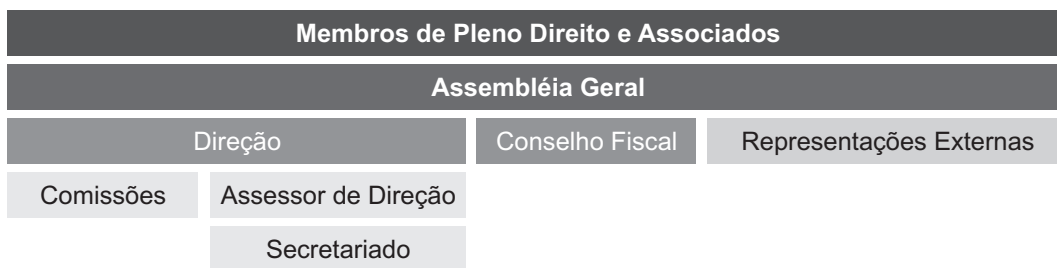 Membros de Pleno Direito e Associados
Assembléia Geral
Direção
Conselho Fiscal
Representações Externas
Comissões
Assessor de Direção
Secretariado